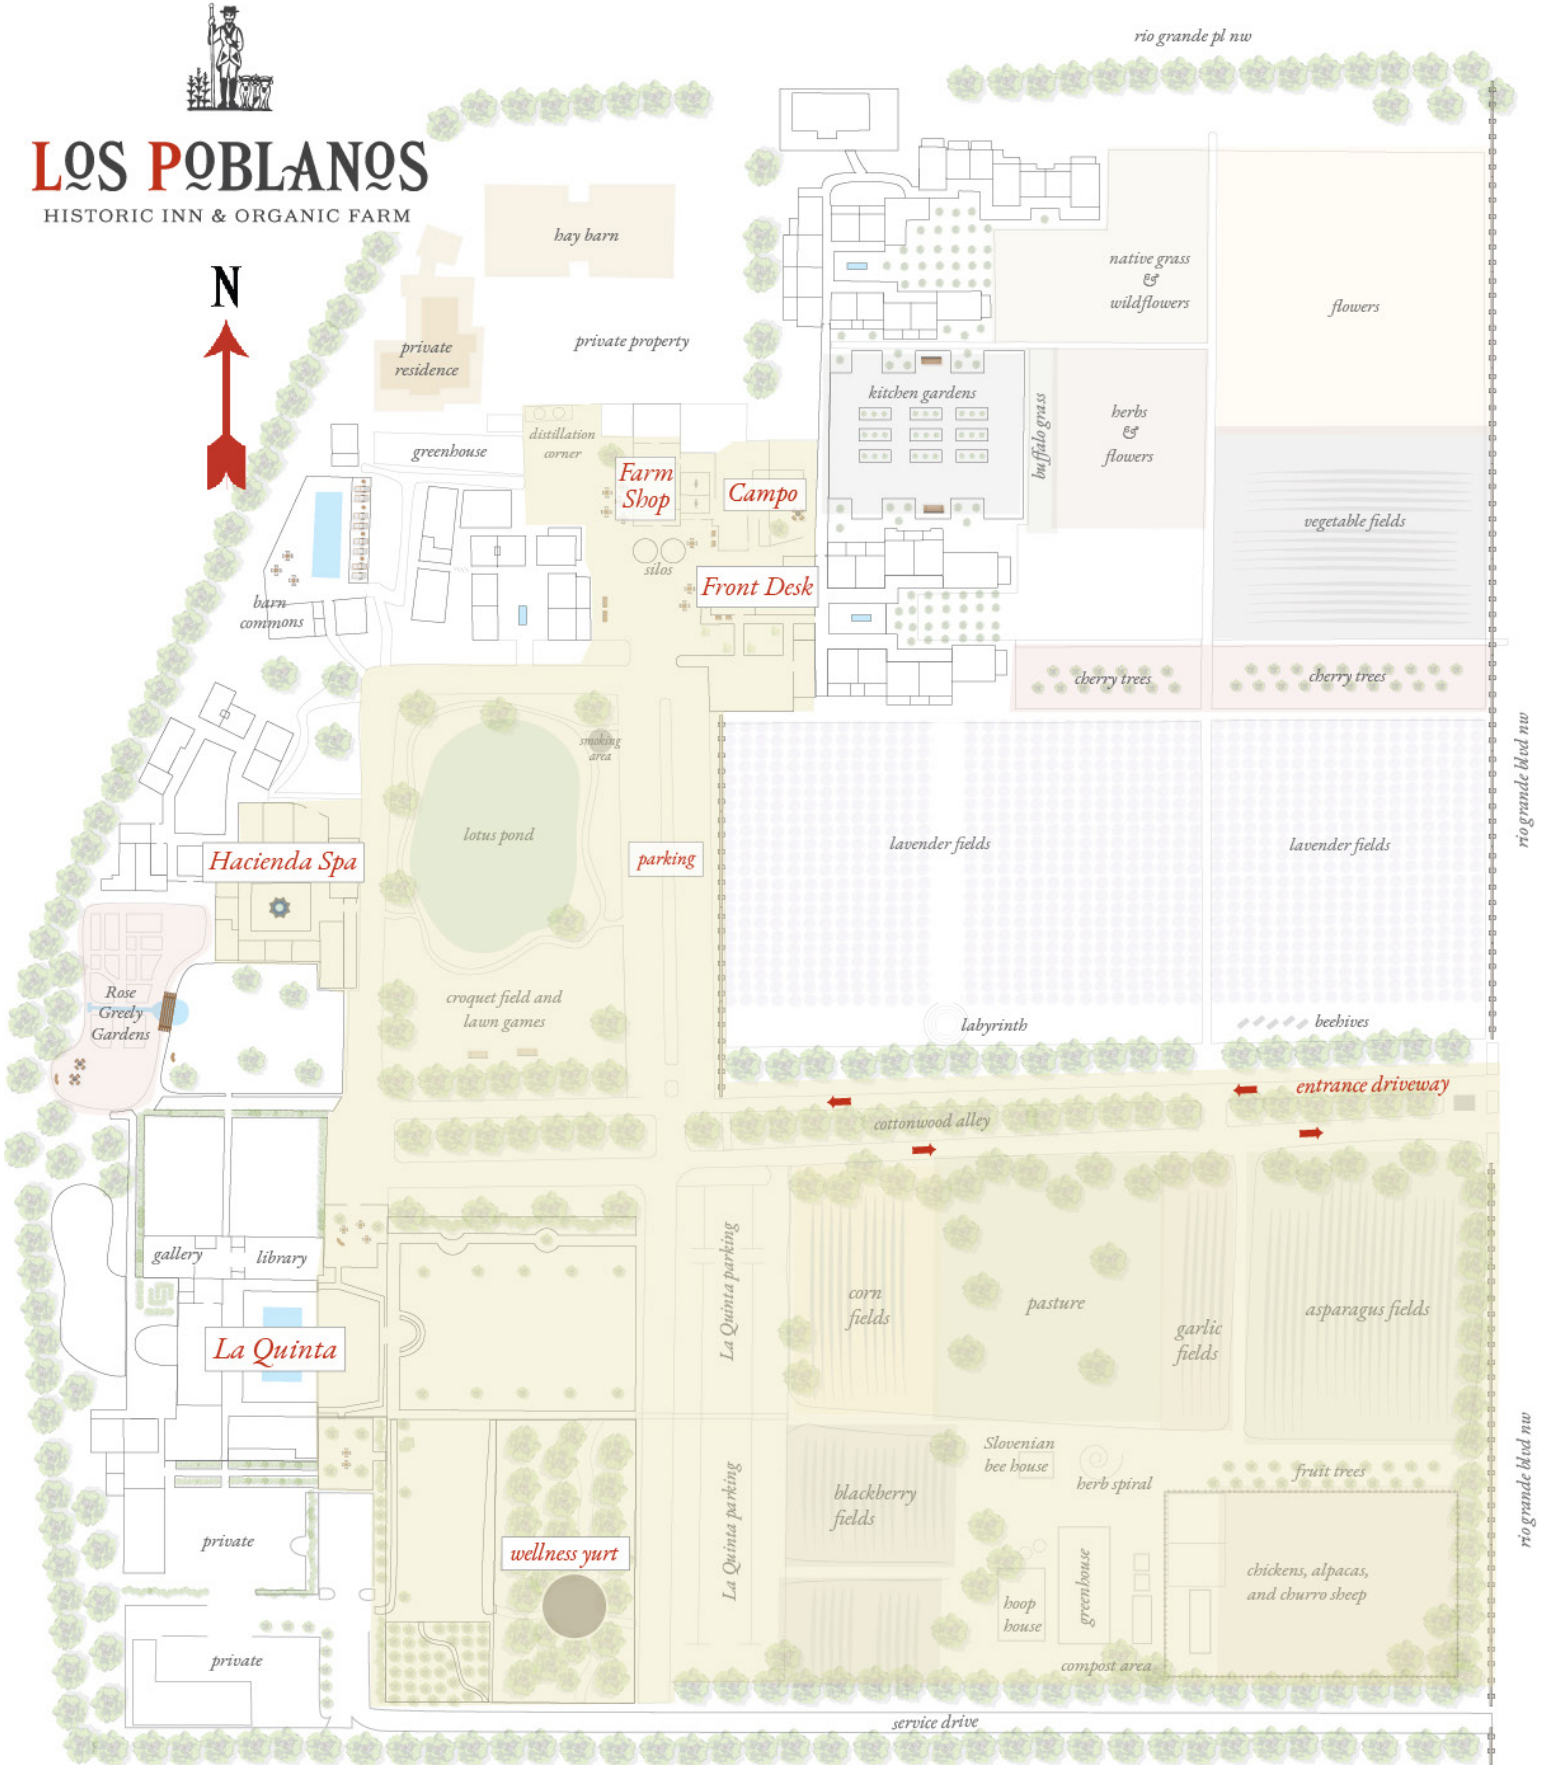 rio grande pl nw
LOS POBLANOS
HISTORIC INN & ORGANIC FARM
N
hay barn
private property
private
residence
native grass
&
wildflowers
flowers
kitchen gardens
buffalo grass
herbs
&
flowers
greenhouse
distillation
corner
Farm
Shop
Campo
vegetable fields
silos
Front Desk
barn
commons
cherry trees
cherry trees
smoking
area
lotus pond
parking
lavender fields
lavender fields
rio grande blvd nw
Hacienda Spa
Rose
Greely
Gardens
croquet field and
lawn games
labyrinth
beehives
entrance driveway
cottonwood alley
gallery
library
La Quinta
La Quinta parking
corn
fields
pasture
garlic
fields
asparagus fields
La Quinta parking
blackberry
fields
Slovenian
bee house
herb spiral
fruit trees
rio grande blvd nw
private
wellness yurt
hoop
house
greenhouse
chickens, alpacas,
and churro sheep
private
compost area
service drive